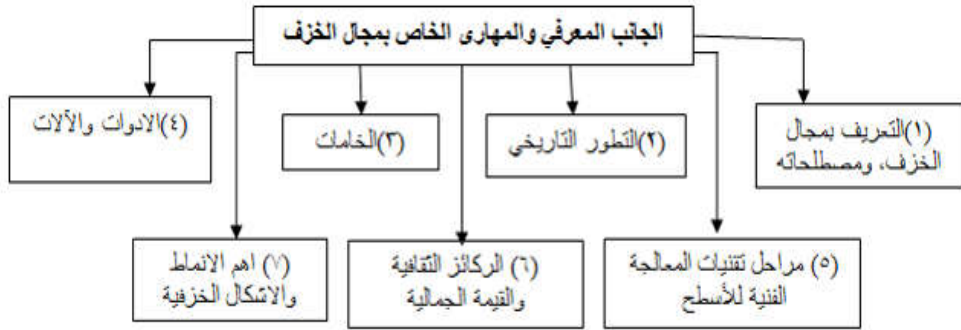 الجانب المعرفي والمهارى الخاص بمجال الخزف
(١)التعريف بمجال
الخزف، ومصطلحاته
(٢)التطور التاريخي
(٣)الخامات
(٤)الادوات والآلات
(٥) مراحل تقنيات المعالجة
الفنية للأسطح
(٦) الركائز الثقافية
والقيمة الجمالية
(٧) اهم الانماط
والاشكال الخزفية